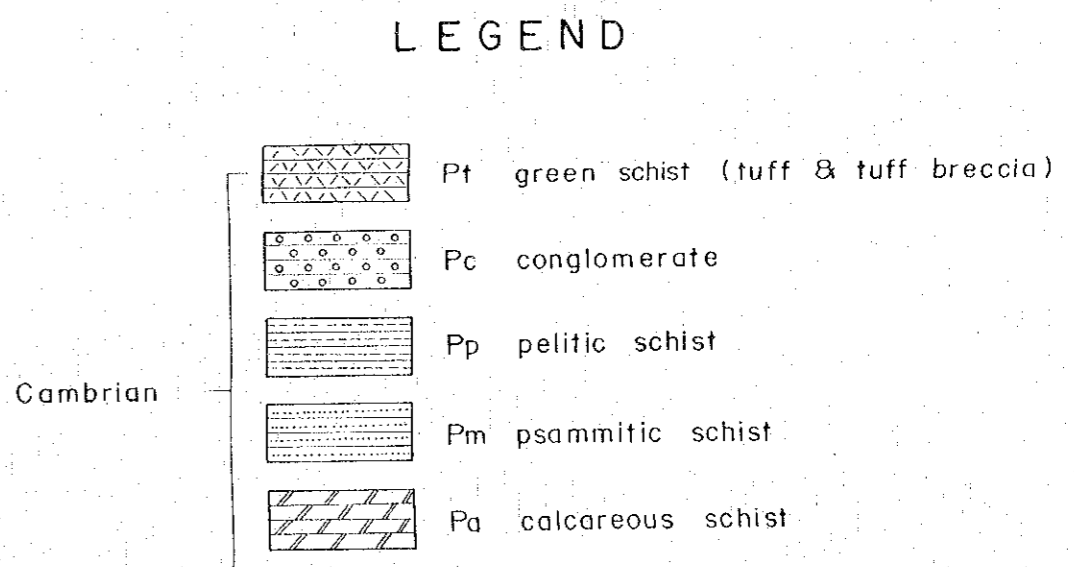 LEGEND
Pt green schist (tuff & tuff breccia)
Pc conglomerate
Pp pelitic schist
Cambrian
Pm psammitic schist
Pa calcareous schist